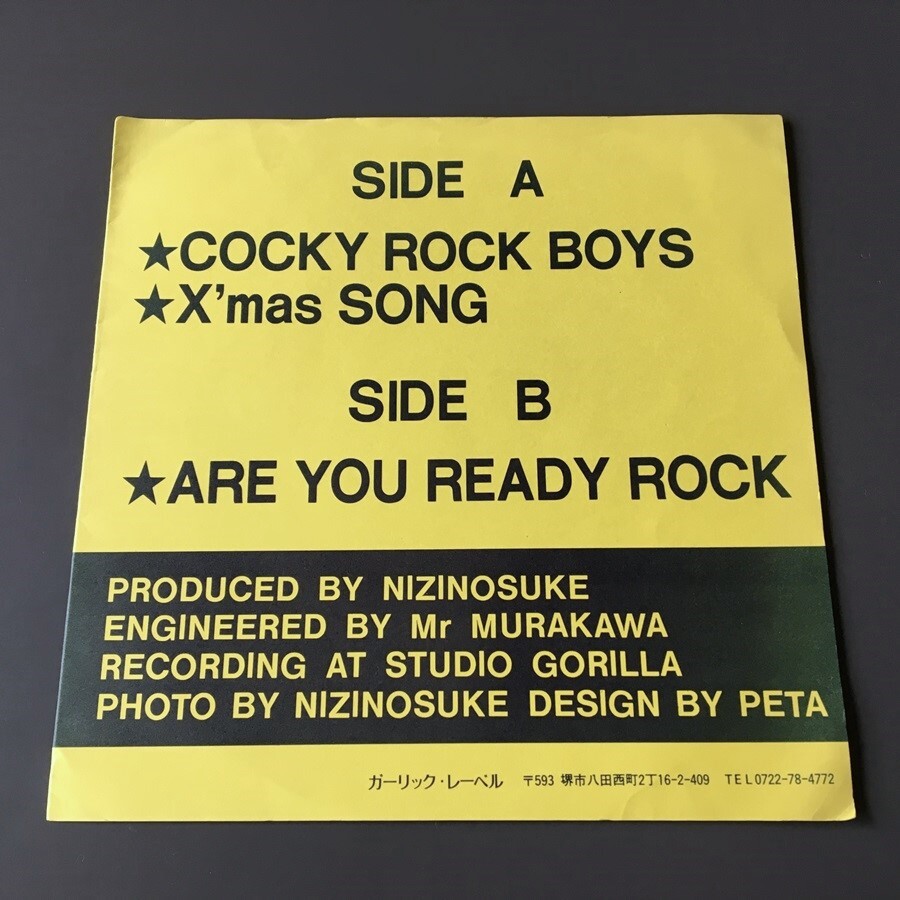 SIDE A
★COCKY ROCK BOYS
★X'mas SONG
SIDE B
★ARE YOU READY ROCK
PRODUCED BY NIZINOSUKE
ENGINEERED BY Mr MURAKAWA
RECORDING AT STUDIO GORILLA
PHOTO BY NIZINOSUKE DESIGN BY PETA
ガーリック・レーベル 〒593 堺市八田西町2丁16-2-409 TEL0722-78-4772